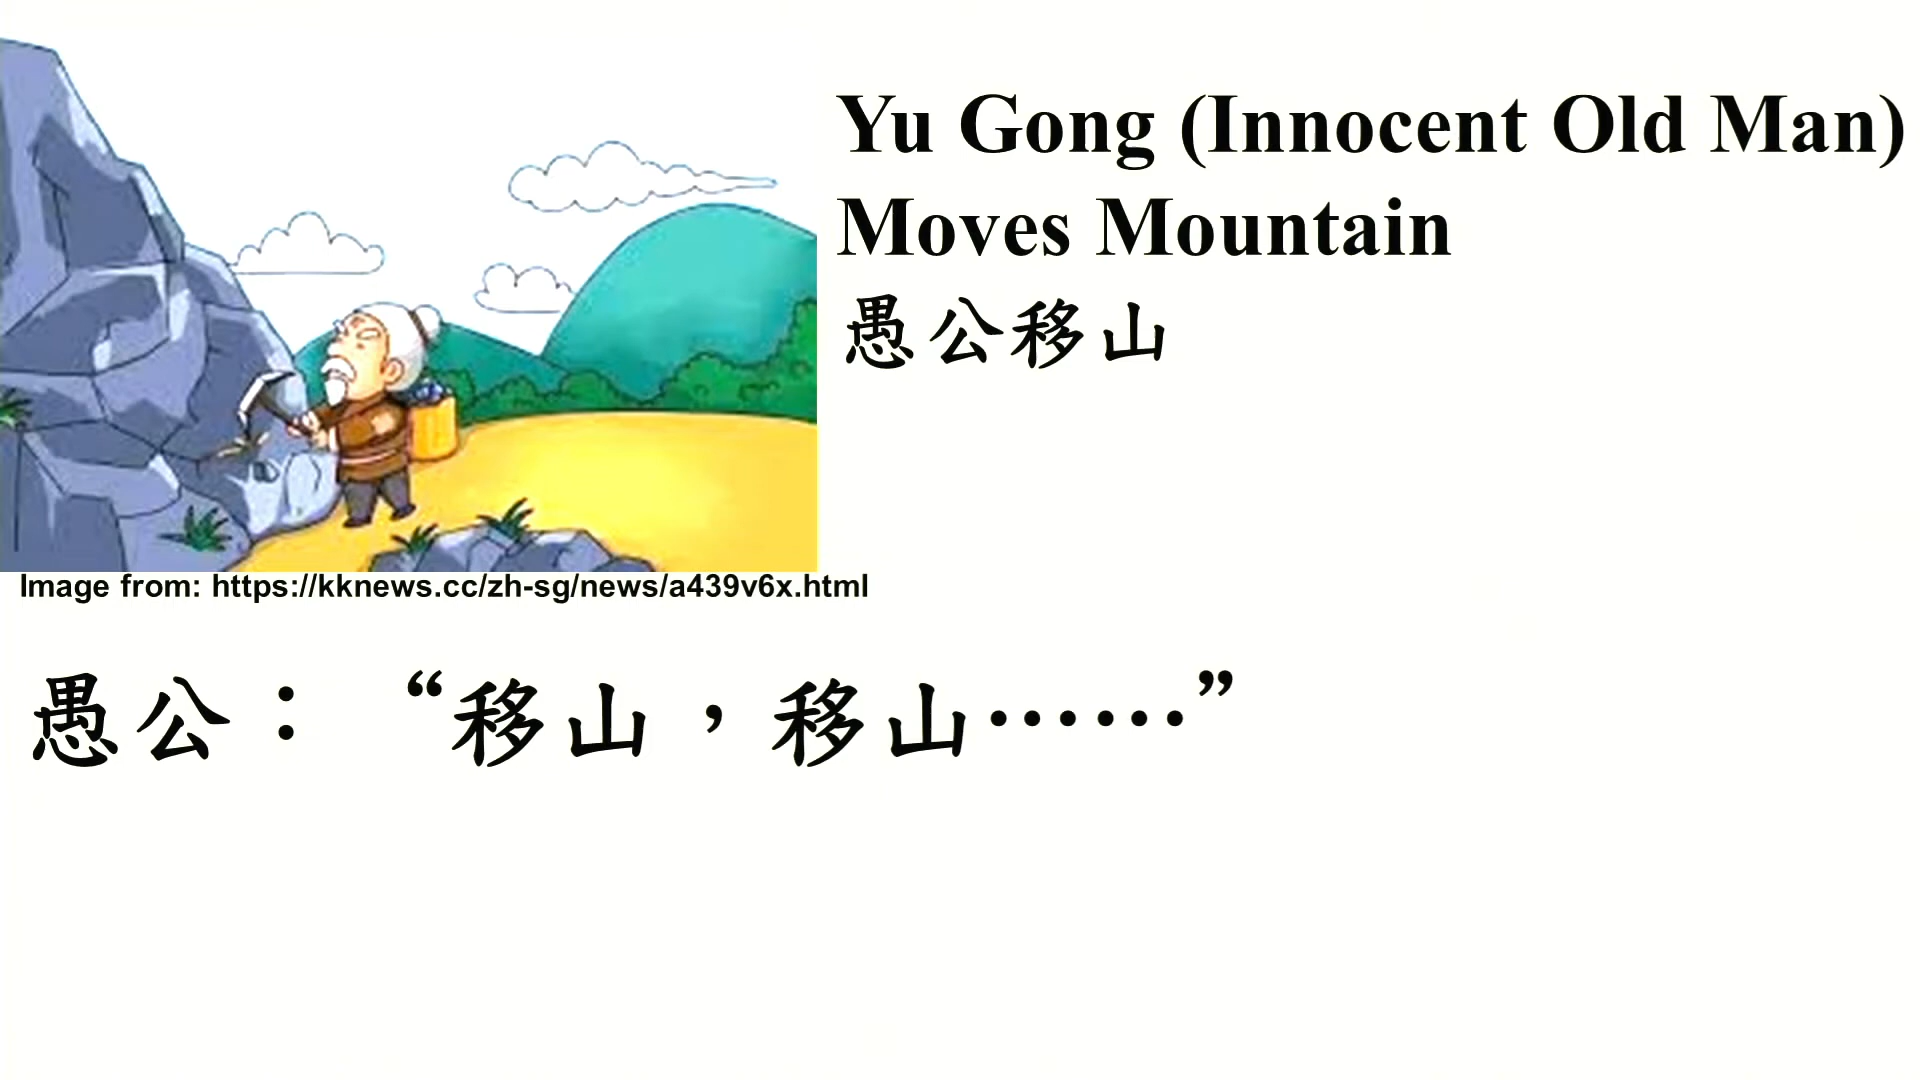 Yu Gong (Innocent Old Man)
Moves Mountain
愚公移山
Image from: https://kknews.cc/zh-sg/news/a439v6x.html
愚公：“移山，移山……”